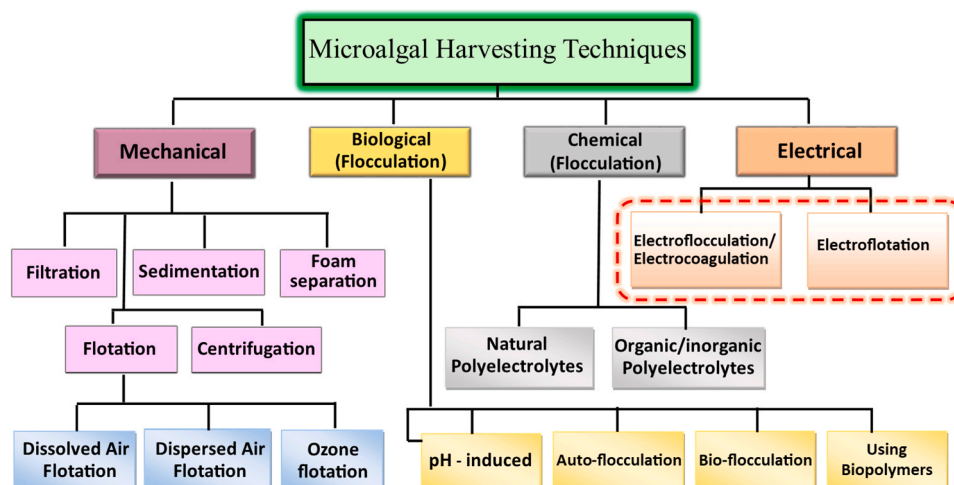 Microalgal Harvesting Techniques
Mechanical
Biological
(Flocculation)
Chemical
(Flocculation)
Electrical
Filtration
Sedimentation
Foam
separation
Electroflocculation/
Electrocoagulation
Electroflotation
Flotation
Centrifugation
Natural
Polyelectrolytes
Organic/inorganic
Polyelectrolytes
Dissolved Air
Flotation
Dispersed Air
Flotation
Ozone
flotation
pH - induced
Auto-flocculation
Bio-flocculation
Using
Biopolymers